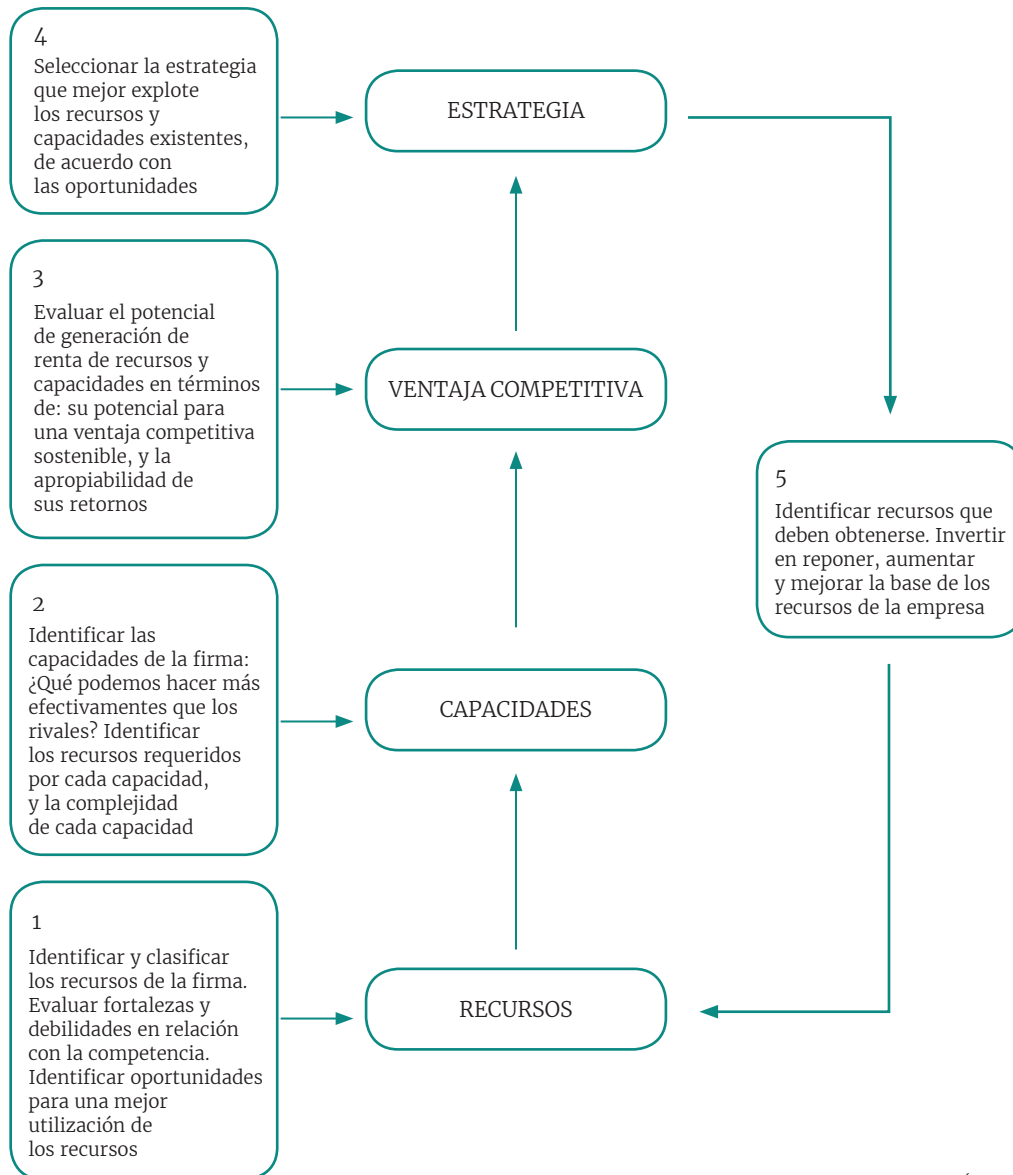 4
Seleccionar la estrategia
que mejor explote
los recursos y
capacidades existentes,
de acuerdo con
las oportunidades
ESTRATEGIA
3
Evaluar el potencial
de generación de
renta de recursos y
capacidades en términos
de: su potencial para
una ventaja competitiva
sostenible, y la
apropiabilidad de
sus retornos
VENTAJA COMPETITIVA
5
Identificar recursos que
deben obtenerse. Invertir
en reponer, aumentar
y mejorar la base de los
recursos de la empresa
2
Identificar las
capacidades de la firma:
¿Qué podemos hacer más
efectivamentes que los
rivales? Identificar
los recursos requeridos
por cada capacidad,
y la complejidad
de cada capacidad
CAPACIDADES
1
Identificar y clasificar
los recursos de la firma.
Evaluar fortalezas y
debilidades en relación
con la competencia.
Identificar oportunidades
para una mejor
utilización de
los recursos
RECURSOS